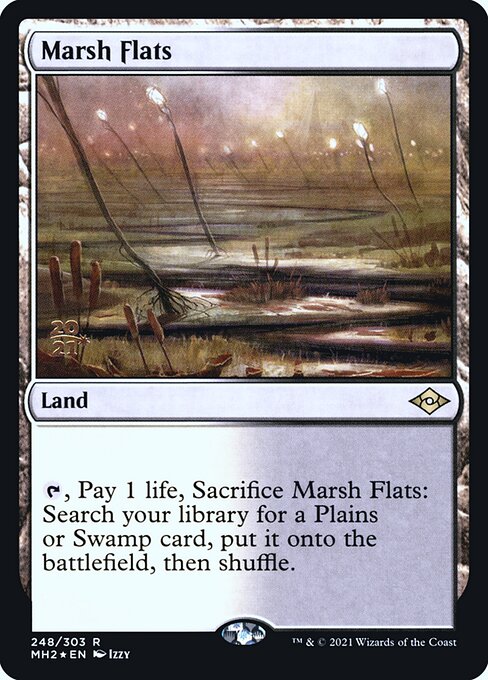 Marsh Flats
20
21
Land
, Pay 1 life, Sacrifice Marsh Flats:
Search your library for a Plains
or Swamp card, put it onto the
battlefield, then shuffle.
248/303 R
MH2★EN Izzy
™ & © 2021 Wizards of the Coast